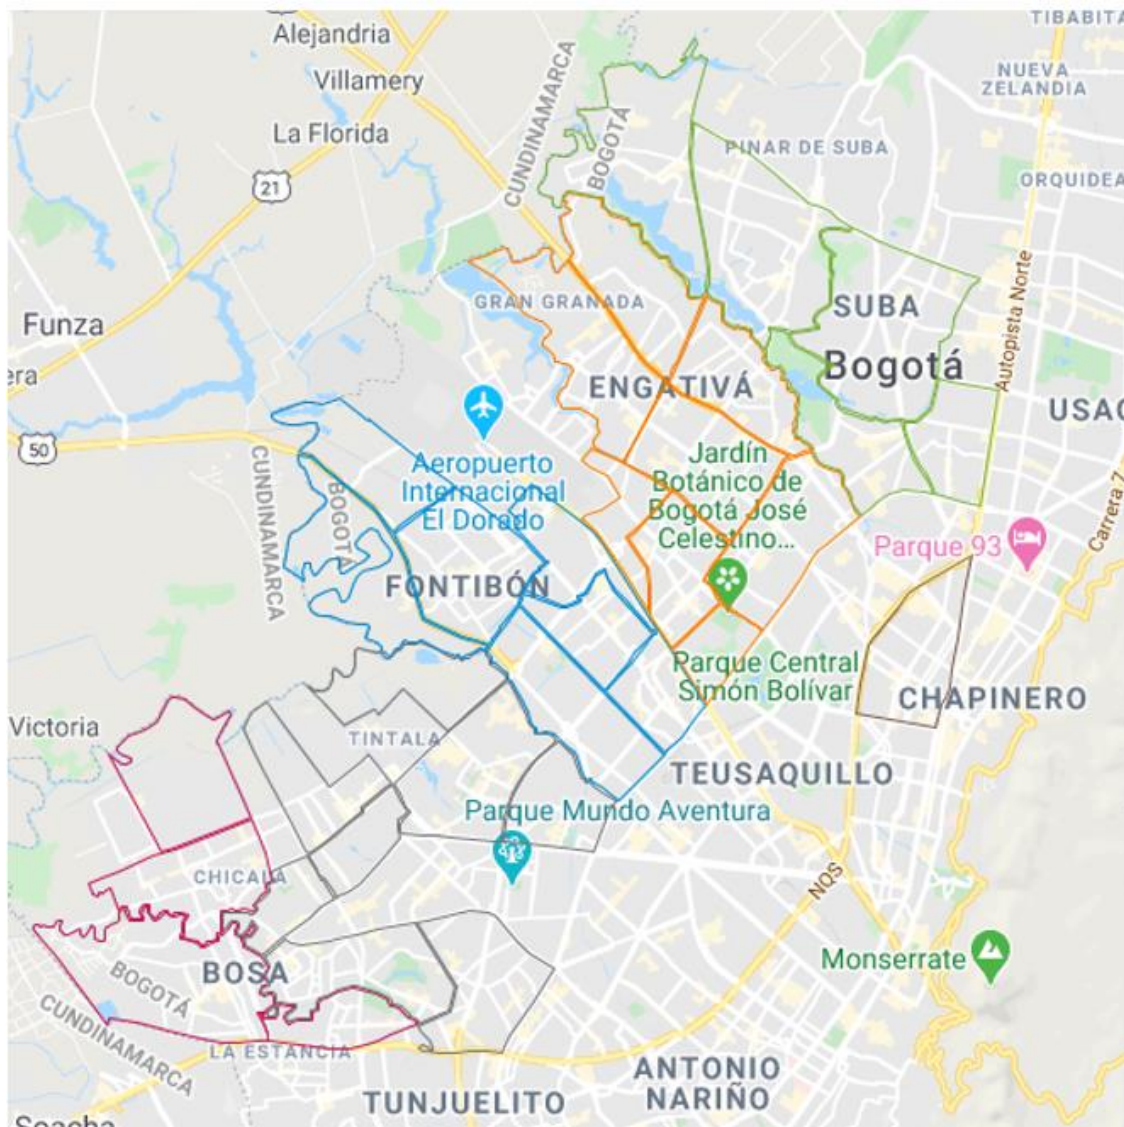 TIBABITA
Alejandria
Villamery
NUEVA
ZELANDIA
CUNDINAMARCA
BOGOTÁ
La Florida
PINAR DE SUBA
21
ORQUIDEA
Autopista Norte
GRAN GRANADA
SUBA
Funza
Bogotá
era
ENGATIVÁ
USAQ
50
Jardín
Botánico de
Bogotá José
Celestino...
Aeropuerto
Internacional
El Dorado
CUNDINAMARCA
BOGOTÁ
Carrera 7
Parque 93
FONTIBÓN
Parque Central
Simón Bolívar
CHAPINERO
Victoria
TINTALA
TEUSAQUILLO
Parque Mundo Aventura
CHICALA
NQS
BOSA
BOGOTÁ
Monserrate
CUNDINAMARCA
LA ESTANCIA
ANTONIO
NARIÑO
TUNJUELITO
Soacha